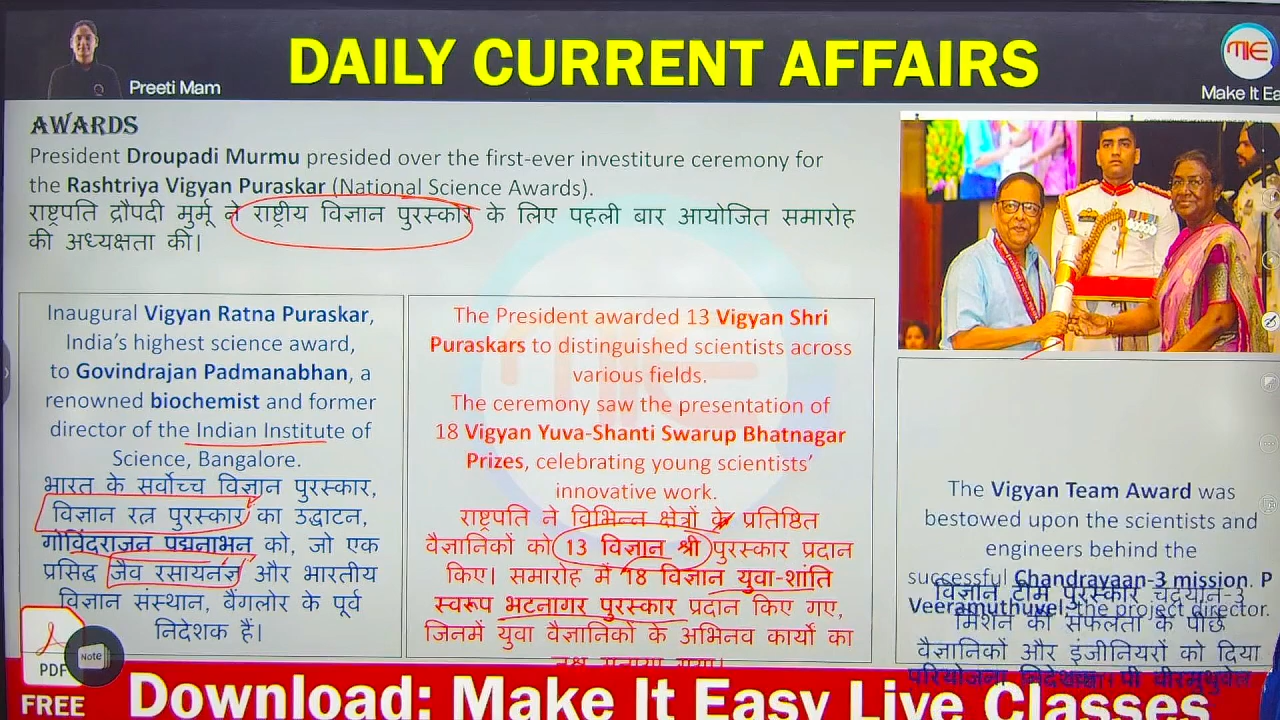 DAILY CURRENT AFFAIRS
Preeti Mam
Make It Ea
AWARDS
President Droupadi Murmu presided over the first-ever investiture ceremony for
the Rashtriya Vigyan Puraskar (National Science Awards).
राष्ट्रपति द्रौपदी मुर्मू ने राष्ट्रीय विज्ञान पुरस्कार के लिए पहली बार आयोजित समारोह
की अध्यक्षता की।
Inaugural Vigyan Ratna Puraskar,
India's highest science award,
to Govindrajan Padmanabhan, a
renowned biochemist and former
director of the Indian Institute of
Science, Bangalore.
भारत के सर्वोच्च विज्ञान पुरस्कार,
विज्ञान रत्न पुरस्कार का उद्घाटन,
गोविंदराजन पद्मनाभन को, जो एक
प्रसिद्ध जैव रसायनज्ञ और भारतीय
विज्ञान संस्थान, बैंगलोर के पूर्व
निदेशक हैं।
The President awarded 13 Vigyan Shri
Puraskars to distinguished scientists across
various fields.
The ceremony saw the presentation of
18 Vigyan Yuva-Shanti Swarup Bhatnagar
Prizes, celebrating young scientists'
innovative work.
राष्ट्रपति ने विभिन्न क्षेत्रों के प्रतिष्ठित
वैज्ञानिकों को 13 विज्ञान श्री पुरस्कार प्रदान
किए। समारोह में 18 विज्ञान युवा-शांति
स्वरूप भटनागर पुरस्कार प्रदान किए गए,
जिनमें युवा वैज्ञानिकों के अभिनव कार्यों का
The Vigyan Team Award was
bestowed upon the scientists and
engineers behind the
successful Chandrayaan-3 mission. P
Veeramuthuvel, the project director.
विज्ञान टीम पुरस्कार चंद्रयान-3
मिशन की सफलता के पीछे
वैज्ञानिकों और इंजीनियरों को दिया
PDF
Note
FREE
Download: Make It Easy Live Classes